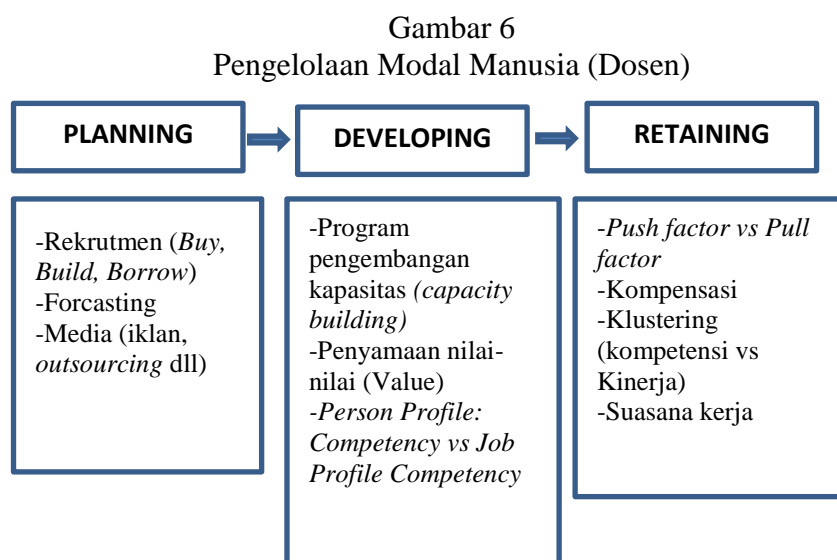 Gambar 6
Pengelolaan Modal Manusia (Dosen)
PLANNING
DEVELOPING
RETAINING
-Rekrutmen (Buy,
Build, Borrow)
-Forcasting
-Media (iklan,
outsourcing dll)
-Program
pengembangan
kapasitas (capacity
building)
-Penyamaan nilai-
nilai (Value)
-Person Profile:
Competency vs Job
Profile Competency
-Push factor vs Pull
factor
-Kompensasi
-Klustering
(kompetensi vs
Kinerja)
-Suasana kerja